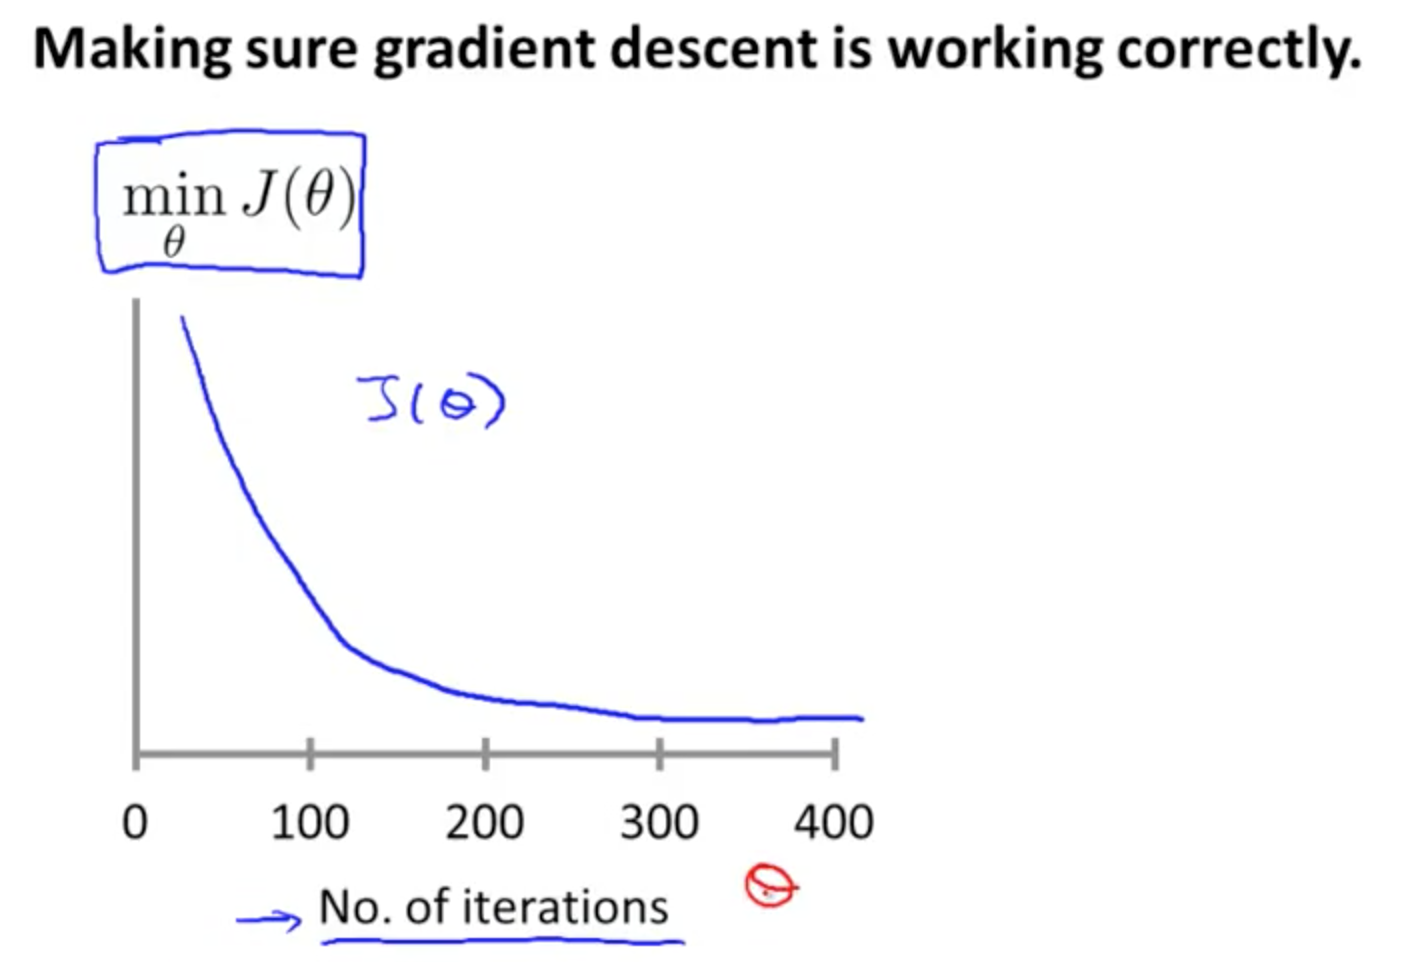 Making sure gradient descent is working correctly.
min J(θ)
θ
J(θ)
0 100 200 300 400
θ
→ No. of iterations